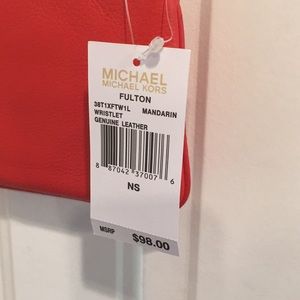 MICHAEL
MICHAEL KORS
FULTON
38T1XFTW1L MANDARIN
WRISTLET
GENUINE LEATHER
8 87042 37007 6
NS
MSRP $98.00